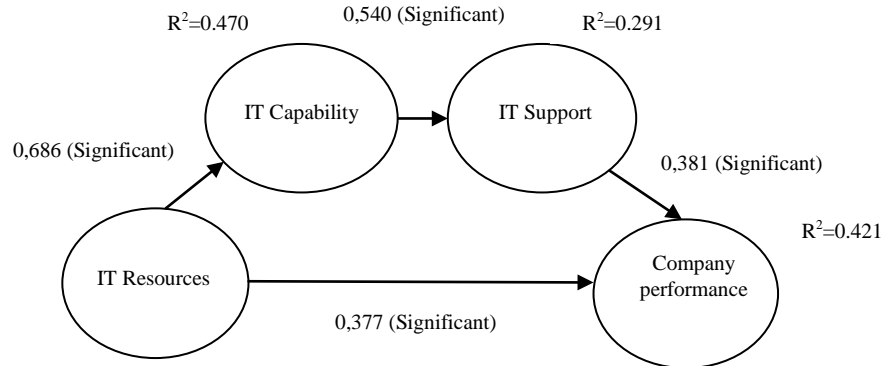 0,540 (Significant)
R²=0.470
R²=0.291
IT Capability
IT Support
0,686 (Significant)
0,381 (Significant)
R²=0.421
IT Resources
Company
performance
0,377 (Significant)